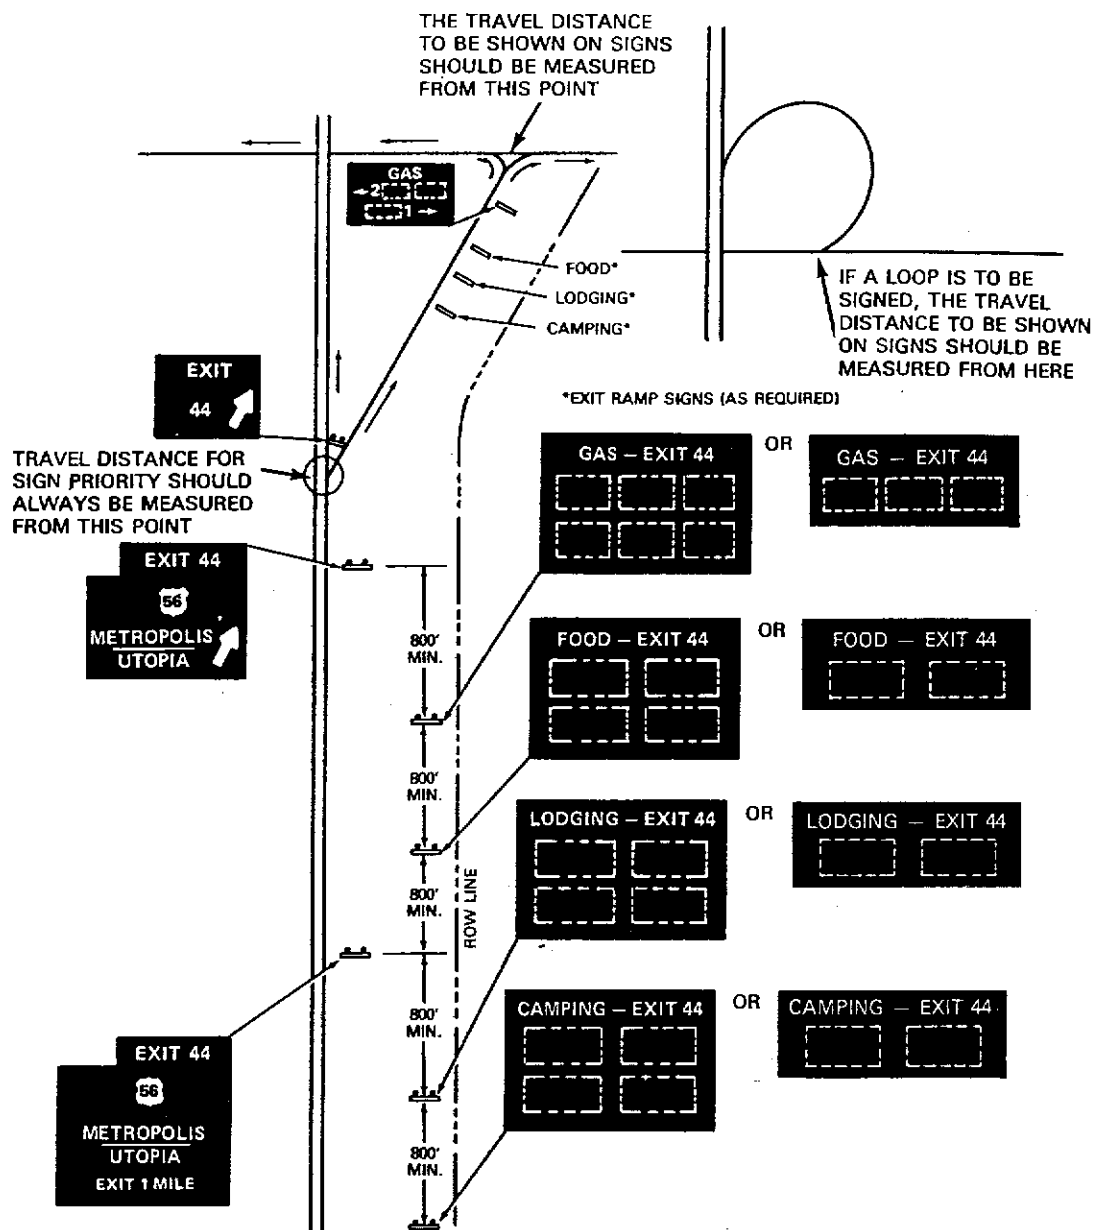 THE TRAVEL DISTANCE
TO BE SHOWN ON SIGNS
SHOULD BE MEASURED
FROM THIS POINT
GAS
2
1
FOOD*
LODGING*
CAMPING*
IF A LOOP IS TO BE
SIGNED, THE TRAVEL
DISTANCE TO BE SHOWN
ON SIGNS SHOULD BE
MEASURED FROM HERE
*EXIT RAMP SIGNS (AS REQUIRED)
EXIT
44
TRAVEL DISTANCE FOR
SIGN PRIORITY SHOULD
ALWAYS BE MEASURED
FROM THIS POINT
EXIT 44
56
METROPOLIS
UTOPIA
GAS – EXIT 44
OR
GAS – EXIT 44
800'
MIN.
FOOD – EXIT 44
OR
FOOD – EXIT 44
800'
MIN.
LODGING – EXIT 44
OR
LODGING – EXIT 44
800'
MIN.
ROW LINE
CAMPING – EXIT 44
OR
CAMPING – EXIT 44
800'
MIN.
EXIT 44
56
METROPOLIS
UTOPIA
EXIT 1 MILE
800'
MIN.